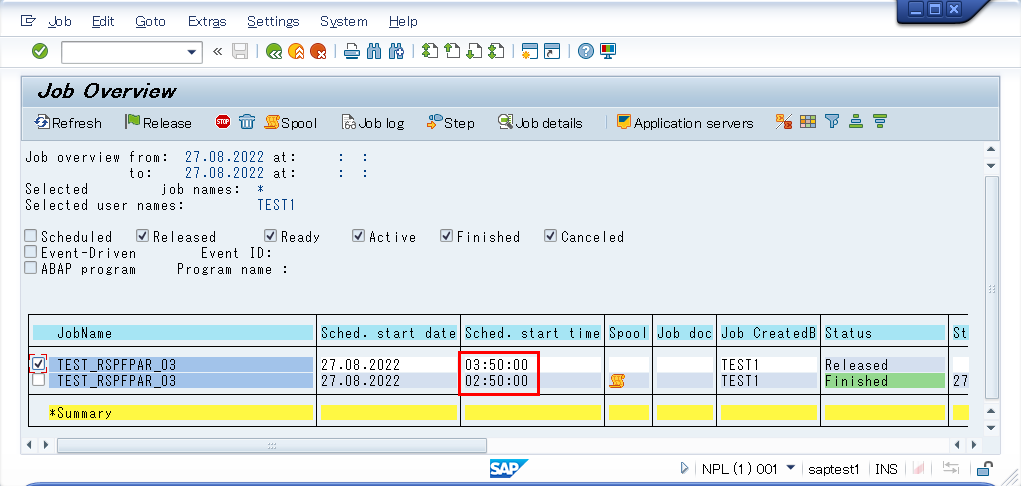 Job Edit Goto Extras Settings System Help
Job Overview
Refresh Release STOP Spool Job log Step Job details Application servers
Job overview from: 27.08.2022 at: : :
to: 27.08.2022 at: : :
Selected job names: *
Selected user names: TEST1
Scheduled Released Ready Active Finished Canceled
Event-Driven Event ID:
ABAP program Program name :
JobName Sched. start date Sched. start time Spool Job doc Job CreatedB Status St
TEST_RSPFPAR_03 27.08.2022 03:50:00 TEST1 Released
TEST_RSPFPAR_03 27.08.2022 02:50:00 TEST1 Finished 27
*Summary
SAP NPL (1) 001 saptest1 INS